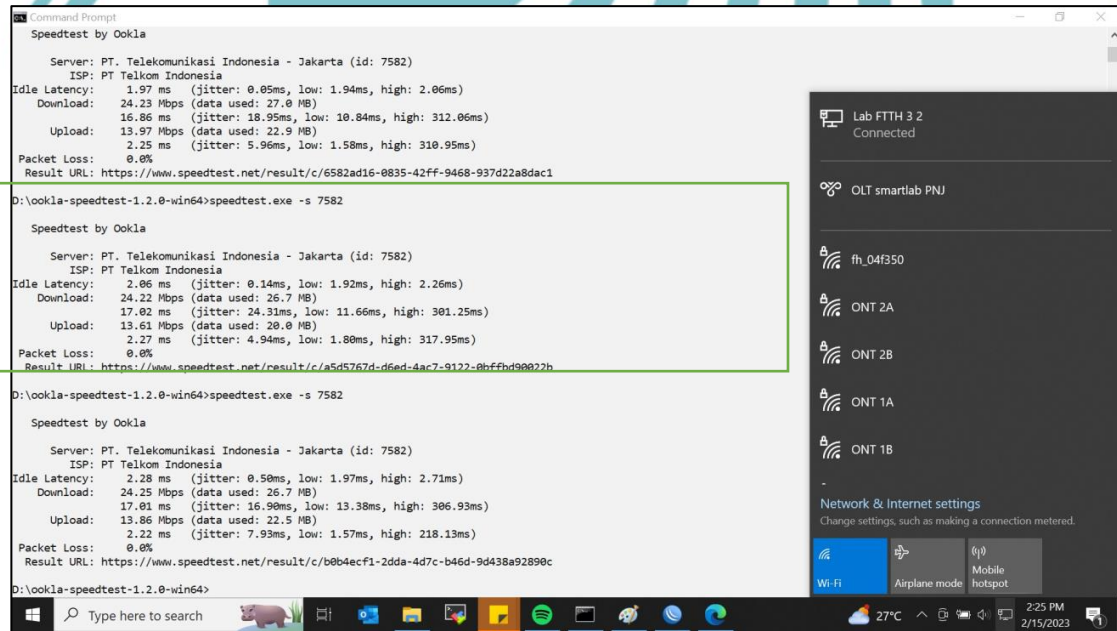 Command Prompt
Speedtest by Ookla
Server: PT. Telekomunikasi Indonesia - Jakarta (id: 7582)
ISP: PT Telkom Indonesia
Idle Latency: 1.97 ms (jitter: 0.05ms, low: 1.94ms, high: 2.06ms)
Download: 24.23 Mbps (data used: 27.0 MB)
16.86 ms (jitter: 18.95ms, low: 10.84ms, high: 312.06ms)
Upload: 13.97 Mbps (data used: 22.9 MB)
2.25 ms (jitter: 5.96ms, low: 1.58ms, high: 310.95ms)
Packet Loss: 0.0%
Result URL: https://www.speedtest.net/result/c/6582ad16-0835-42ff-9468-937d22a8dac1
D:\ookla-speedtest-1.2.0-win64>speedtest.exe -s 7582
Speedtest by Ookla
Server: PT. Telekomunikasi Indonesia - Jakarta (id: 7582)
ISP: PT Telkom Indonesia
Idle Latency: 2.06 ms (jitter: 0.14ms, low: 1.92ms, high: 2.26ms)
Download: 24.22 Mbps (data used: 26.7 MB)
17.02 ms (jitter: 24.31ms, low: 11.66ms, high: 301.25ms)
Upload: 13.61 Mbps (data used: 20.0 MB)
2.27 ms (jitter: 4.94ms, low: 1.80ms, high: 317.95ms)
Packet Loss: 0.0%
Result URL: https://www.speedtest.net/result/c/a5d5767d-d6ed-4ac7-9122-0bffbd90022b
D:\ookla-speedtest-1.2.0-win64>speedtest.exe -s 7582
Speedtest by Ookla
Server: PT. Telekomunikasi Indonesia - Jakarta (id: 7582)
ISP: PT Telkom Indonesia
Idle Latency: 2.28 ms (jitter: 0.50ms, low: 1.97ms, high: 2.71ms)
Download: 24.25 Mbps (data used: 26.7 MB)
17.01 ms (jitter: 16.90ms, low: 13.38ms, high: 306.93ms)
Upload: 13.86 Mbps (data used: 22.5 MB)
2.22 ms (jitter: 7.93ms, low: 1.57ms, high: 218.13ms)
Packet Loss: 0.0%
Result URL: https://www.speedtest.net/result/c/b0b4ecf1-2dda-4d7c-b46d-9d438a92890c
D:\ookla-speedtest-1.2.0-win64>
Lab FTTH 3 2
Connected
OLT smartlab PNJ
fh_04f350
ONT 2A
ONT 2B
ONT 1A
ONT 1B
Network & Internet settings
Change settings, such as making a connection metered.
Wi-Fi
Airplane mode
Mobile
hotspot
Type here to search
27°C
2:25 PM
2/15/2023